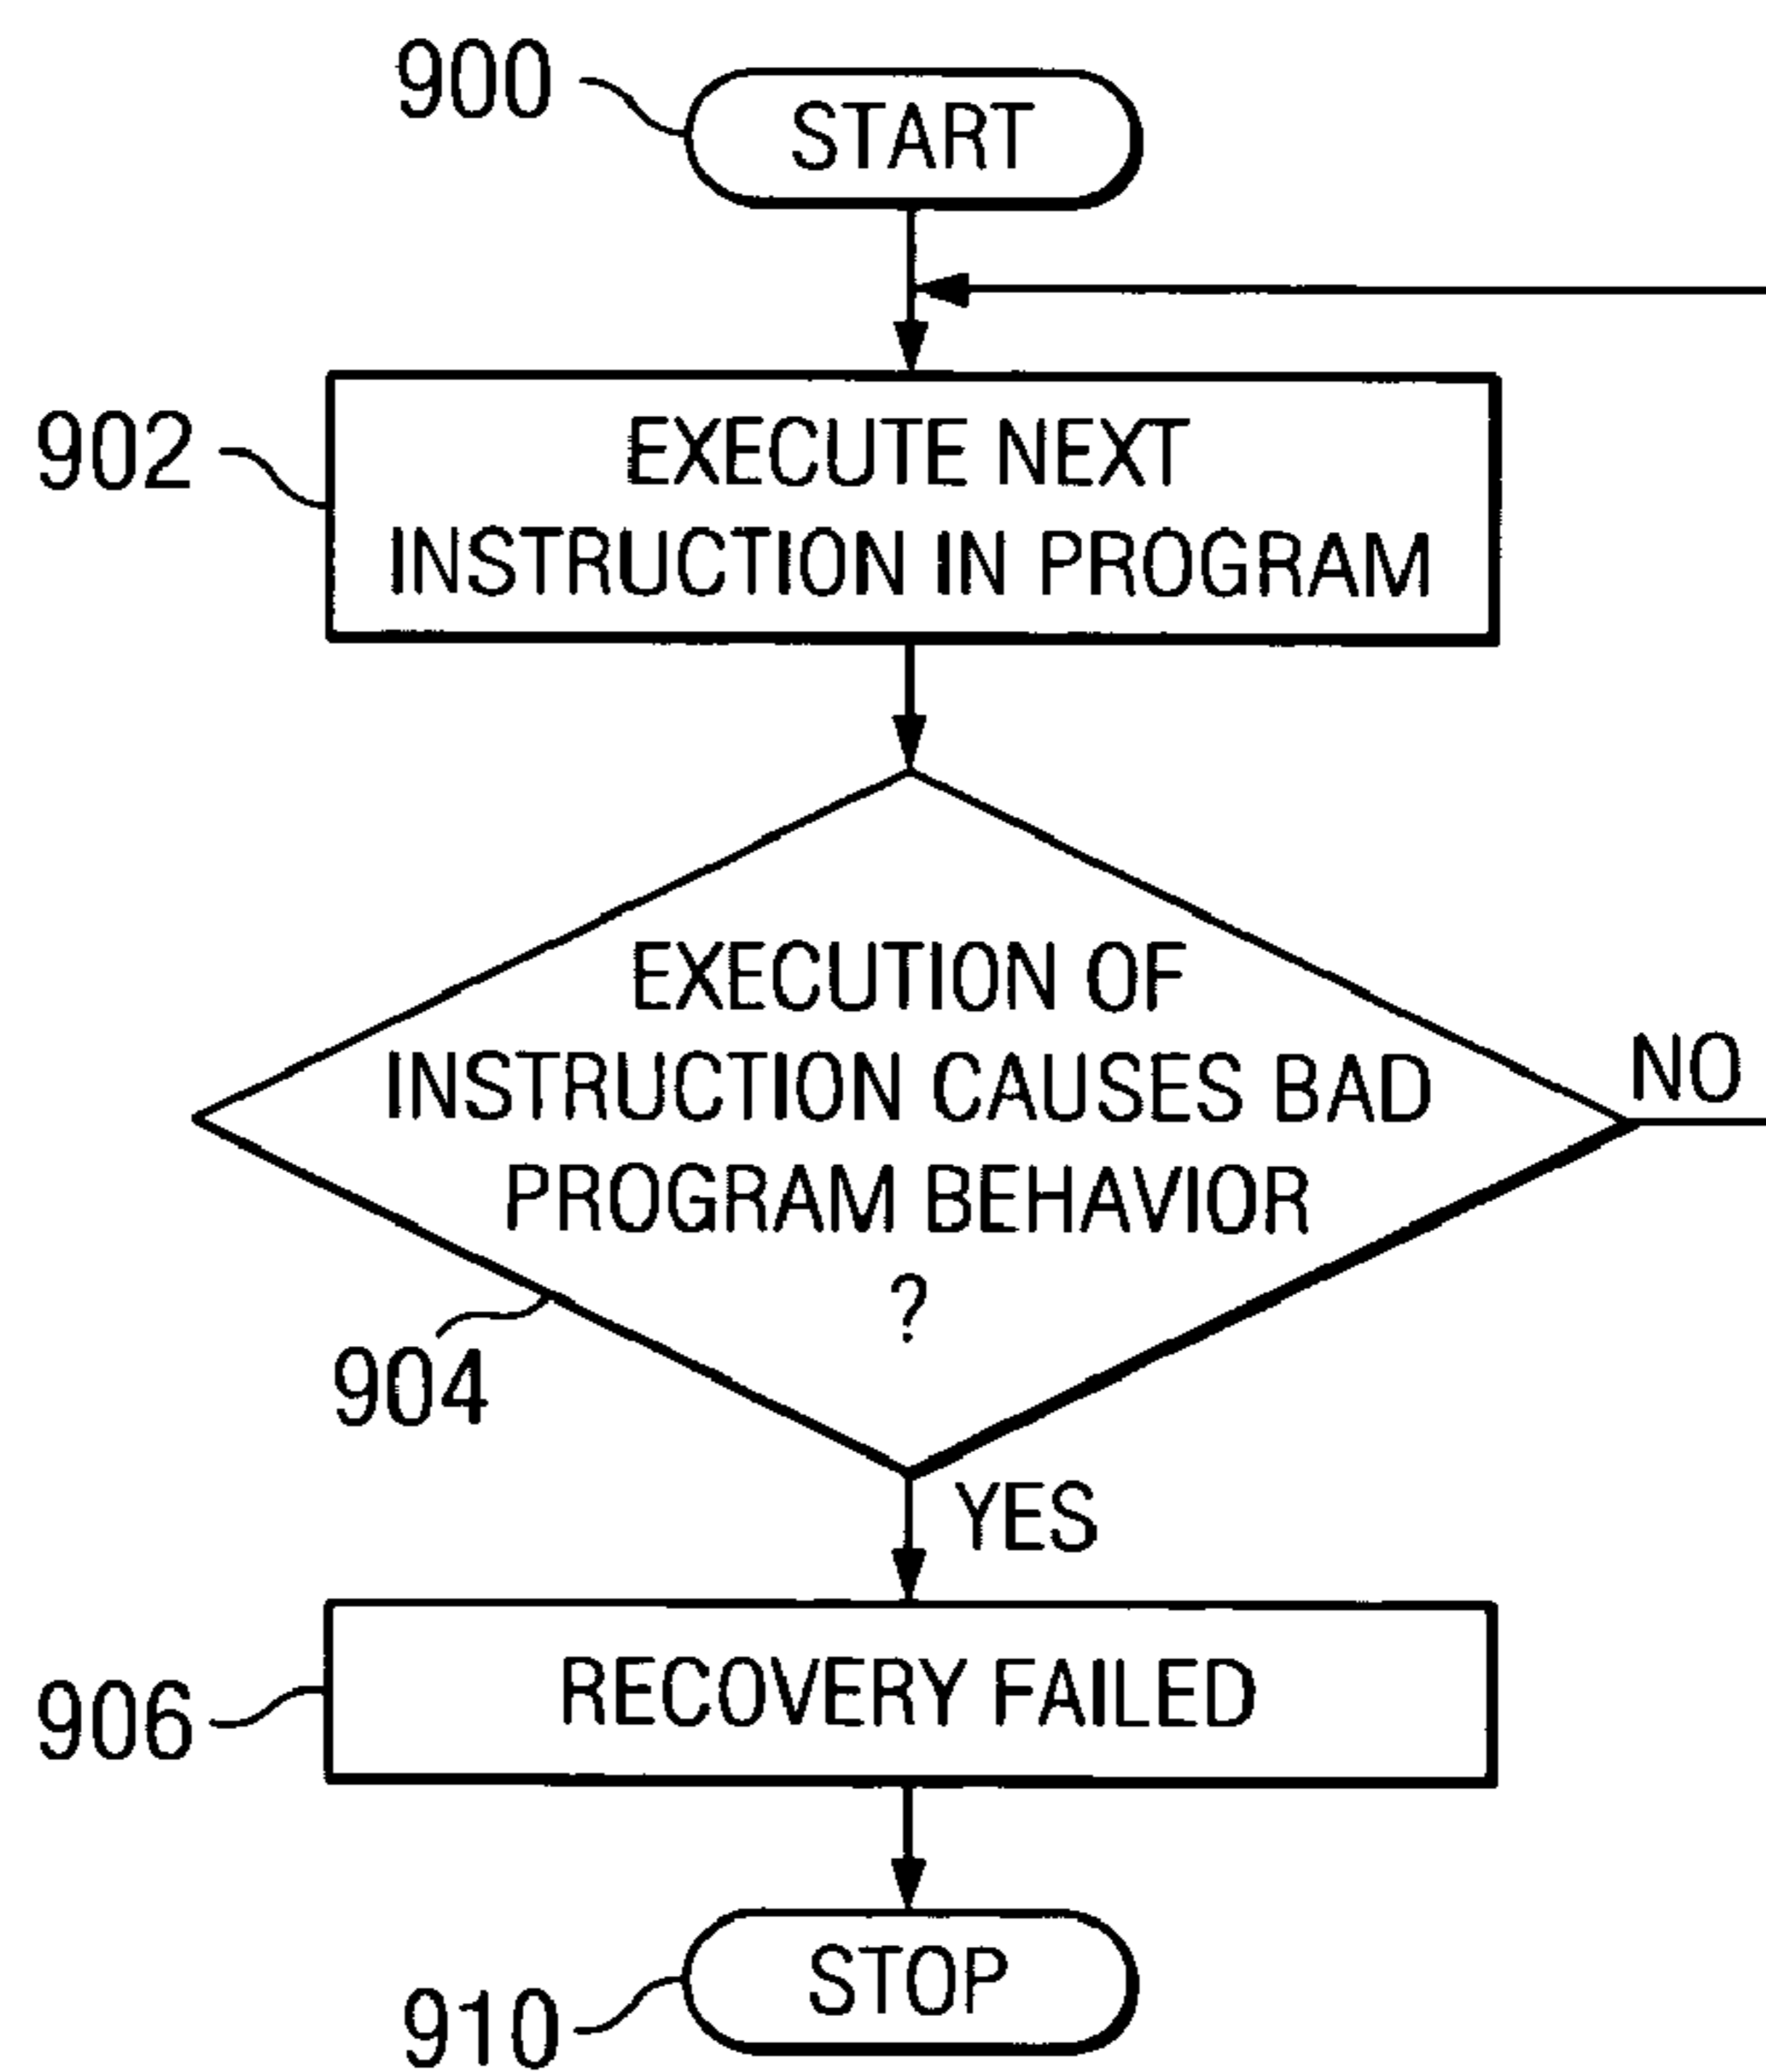 900
START
902
EXECUTE NEXT
INSTRUCTION IN PROGRAM
EXECUTION OF
INSTRUCTION CAUSES BAD
PROGRAM BEHAVIOR
?
NO
904
YES
RECOVERY FAILED
906
STOP
910